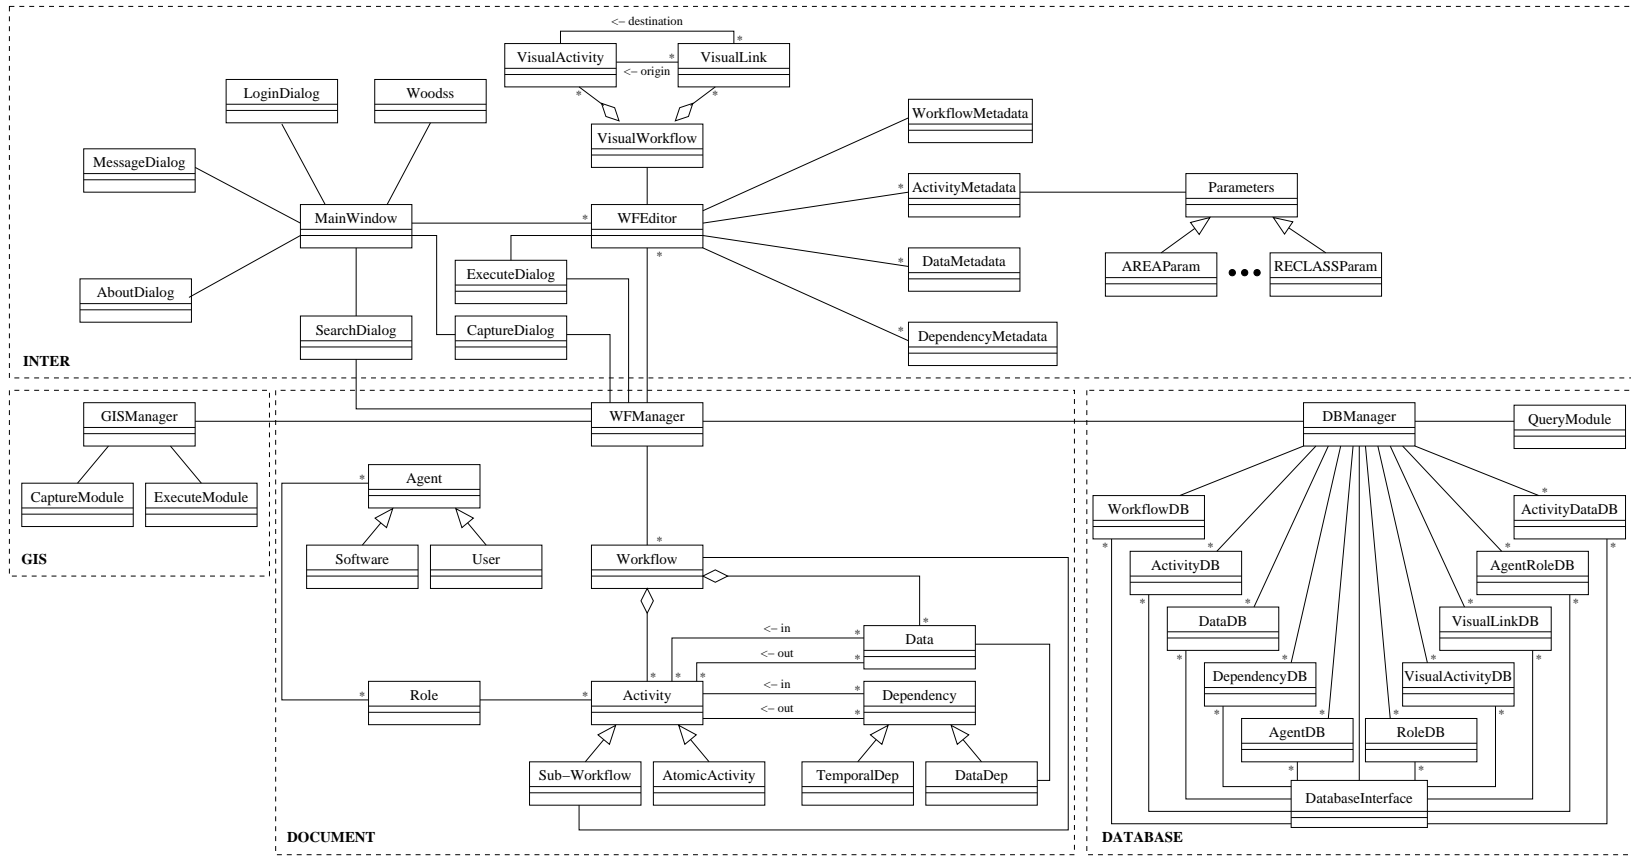 <− destination
VisualActivity
*
*
VisualLink
<− origin
*
*
LoginDialog
Woodss
VisualWorkflow
WorkflowMetadata
MessageDialog
MainWindow
*
WFEditor
*
*
ActivityMetadata
Parameters
ExecuteDialog
*
DataMetadata
AREAParam
RECLASSParam
AboutDialog
SearchDialog
CaptureDialog
*
DependencyMetadata
INTER
GISManager
WFManager
DBManager
QueryModule
CaptureModule
ExecuteModule
GIS
*
Agent
Software
User
*
Workflow
*
<− in
*
Data
<− out
*
*
*
*
*
Role
*
Activity
<− in
*
Dependency
<− out
*
Sub−Workflow
AtomicActivity
TemporalDep
DataDep
DOCUMENT
WorkflowDB
*
ActivityDataDB
*
*
*
ActivityDB
*
AgentRoleDB
*
*
*
DataDB
*
VisualLinkDB
*
*
*
DependencyDB
*
VisualActivityDB
*
*
*
AgentDB
*
RoleDB
*
*
DatabaseInterface
DATABASE